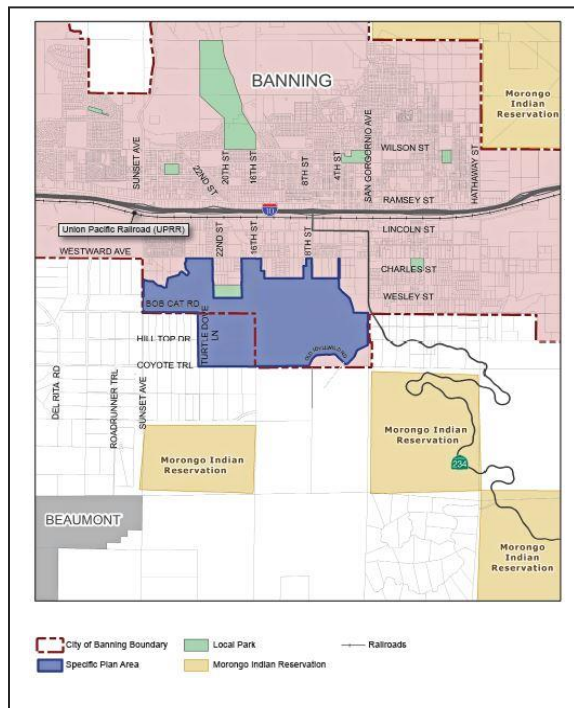 BANNING
Morongo
Indian
Reservation
SUNSET AVE
22ND ST
20TH ST
16TH ST
8TH ST
4TH ST
SAN GORGORNIO AVE
WILSON ST
HATHAWAY ST
RAMSEY ST
10
Union Pacific Railroad (UPRR)
LINCOLN ST
WESTWARD AVE
22ND ST
16TH ST
8TH ST
CHARLES ST
BOB CAT RD
WESLEY ST
HILL TOP DR
TURTLE DOVE
LN
OLD IDYLLWILD RD
COYOTE TRL
DEL RITA RD
ROADRUNNER TRL
SUNSET AVE
Morongo Indian
Reservation
Morongo Indian
Reservation
234
BEAUMONT
Morongo
Indian
Reservation
City of Banning Boundary
Local Park
Railroads
Specific Plan Area
Morongo Indian Reservation